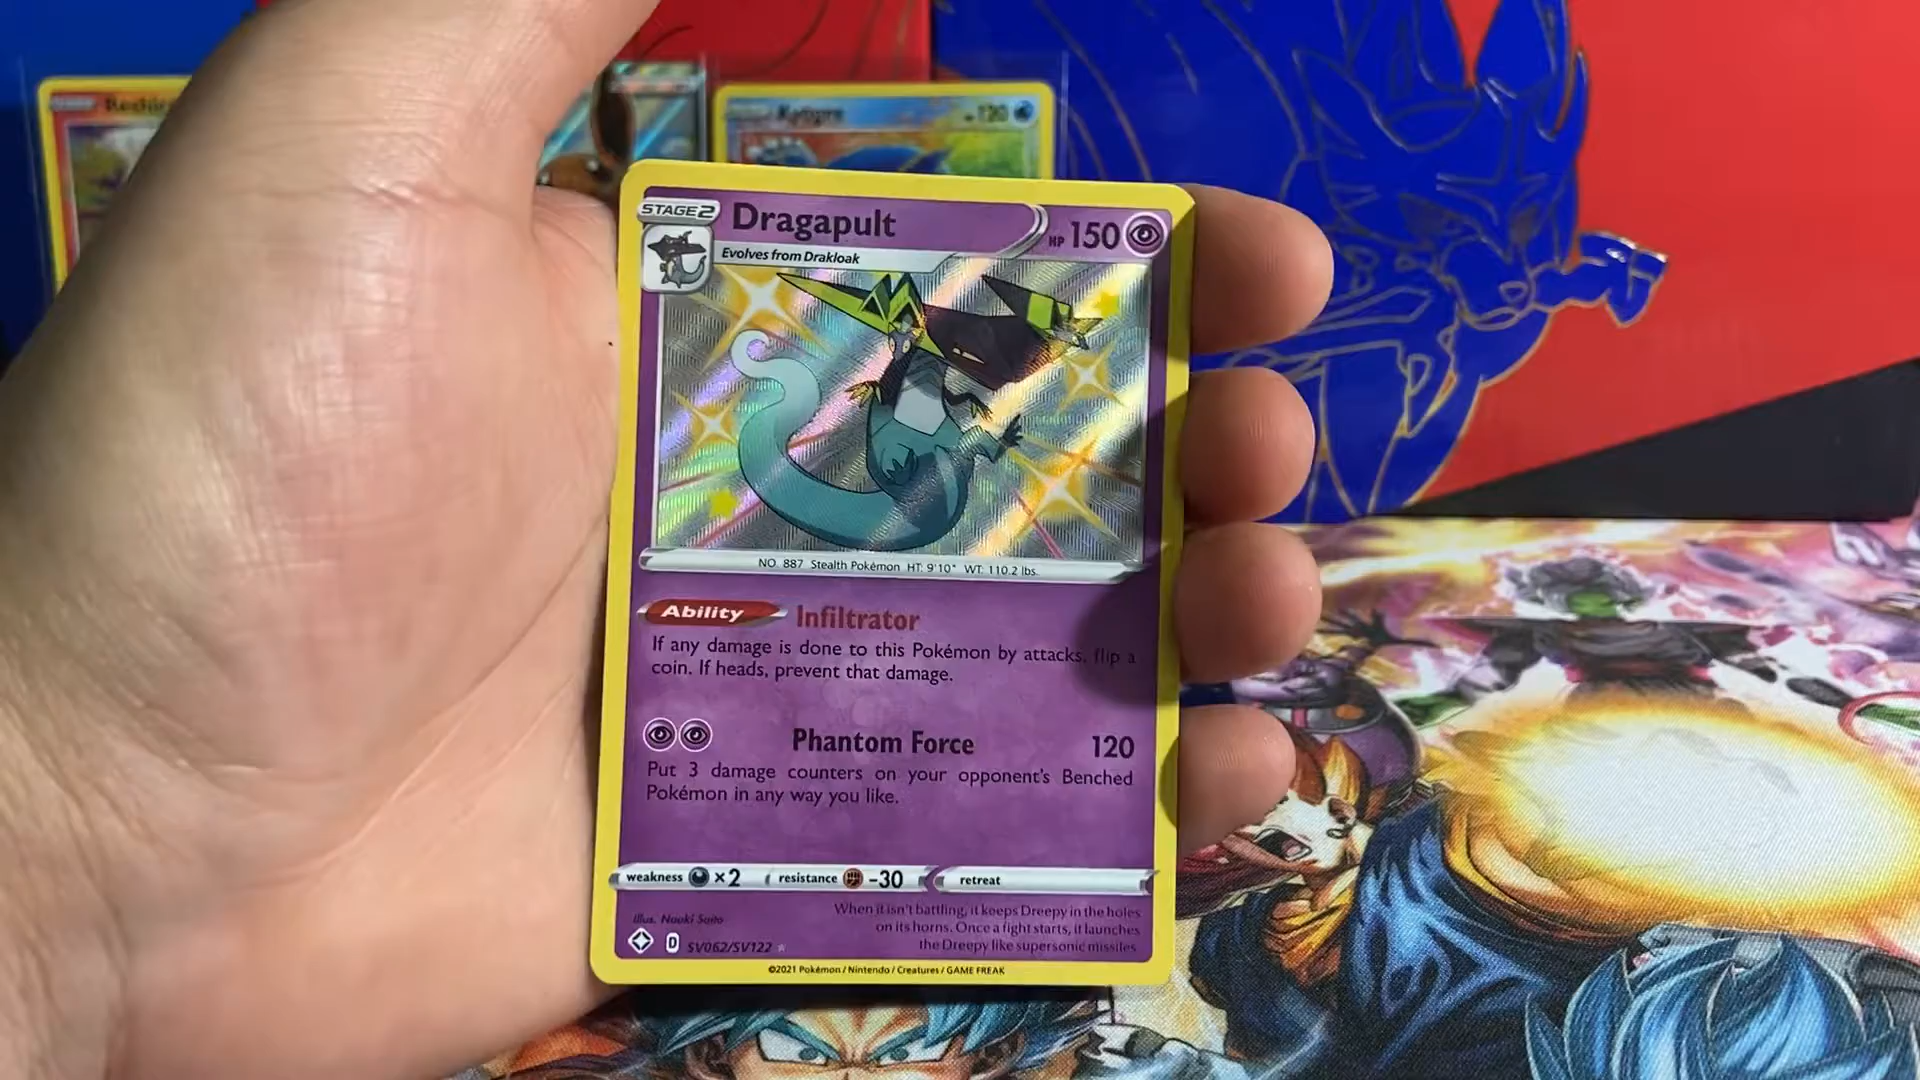 Kyogre
120
STAGE2
Dragapult
HP 150
Evolves from Drakloak
NO. 887 Stealth Pokémon HT: 9'10" WT: 110.2 lbs.
Ability Infiltrator
If any damage is done to this Pokémon by attacks, flip a
coin. If heads, prevent that damage.
Phantom Force 120
Put 3 damage counters on your opponent's Benched
Pokémon in any way you like.
weakness ×2 resistance -30 retreat
Illus. Naoki Saito
When it isn't battling, it keeps Dreepy in the holes
on its horns. Once a fight starts, it launches
the Dreepy like supersonic missiles.
D SV062/SV122
©2021 Pokémon / Nintendo / Creatures / GAME FREAK